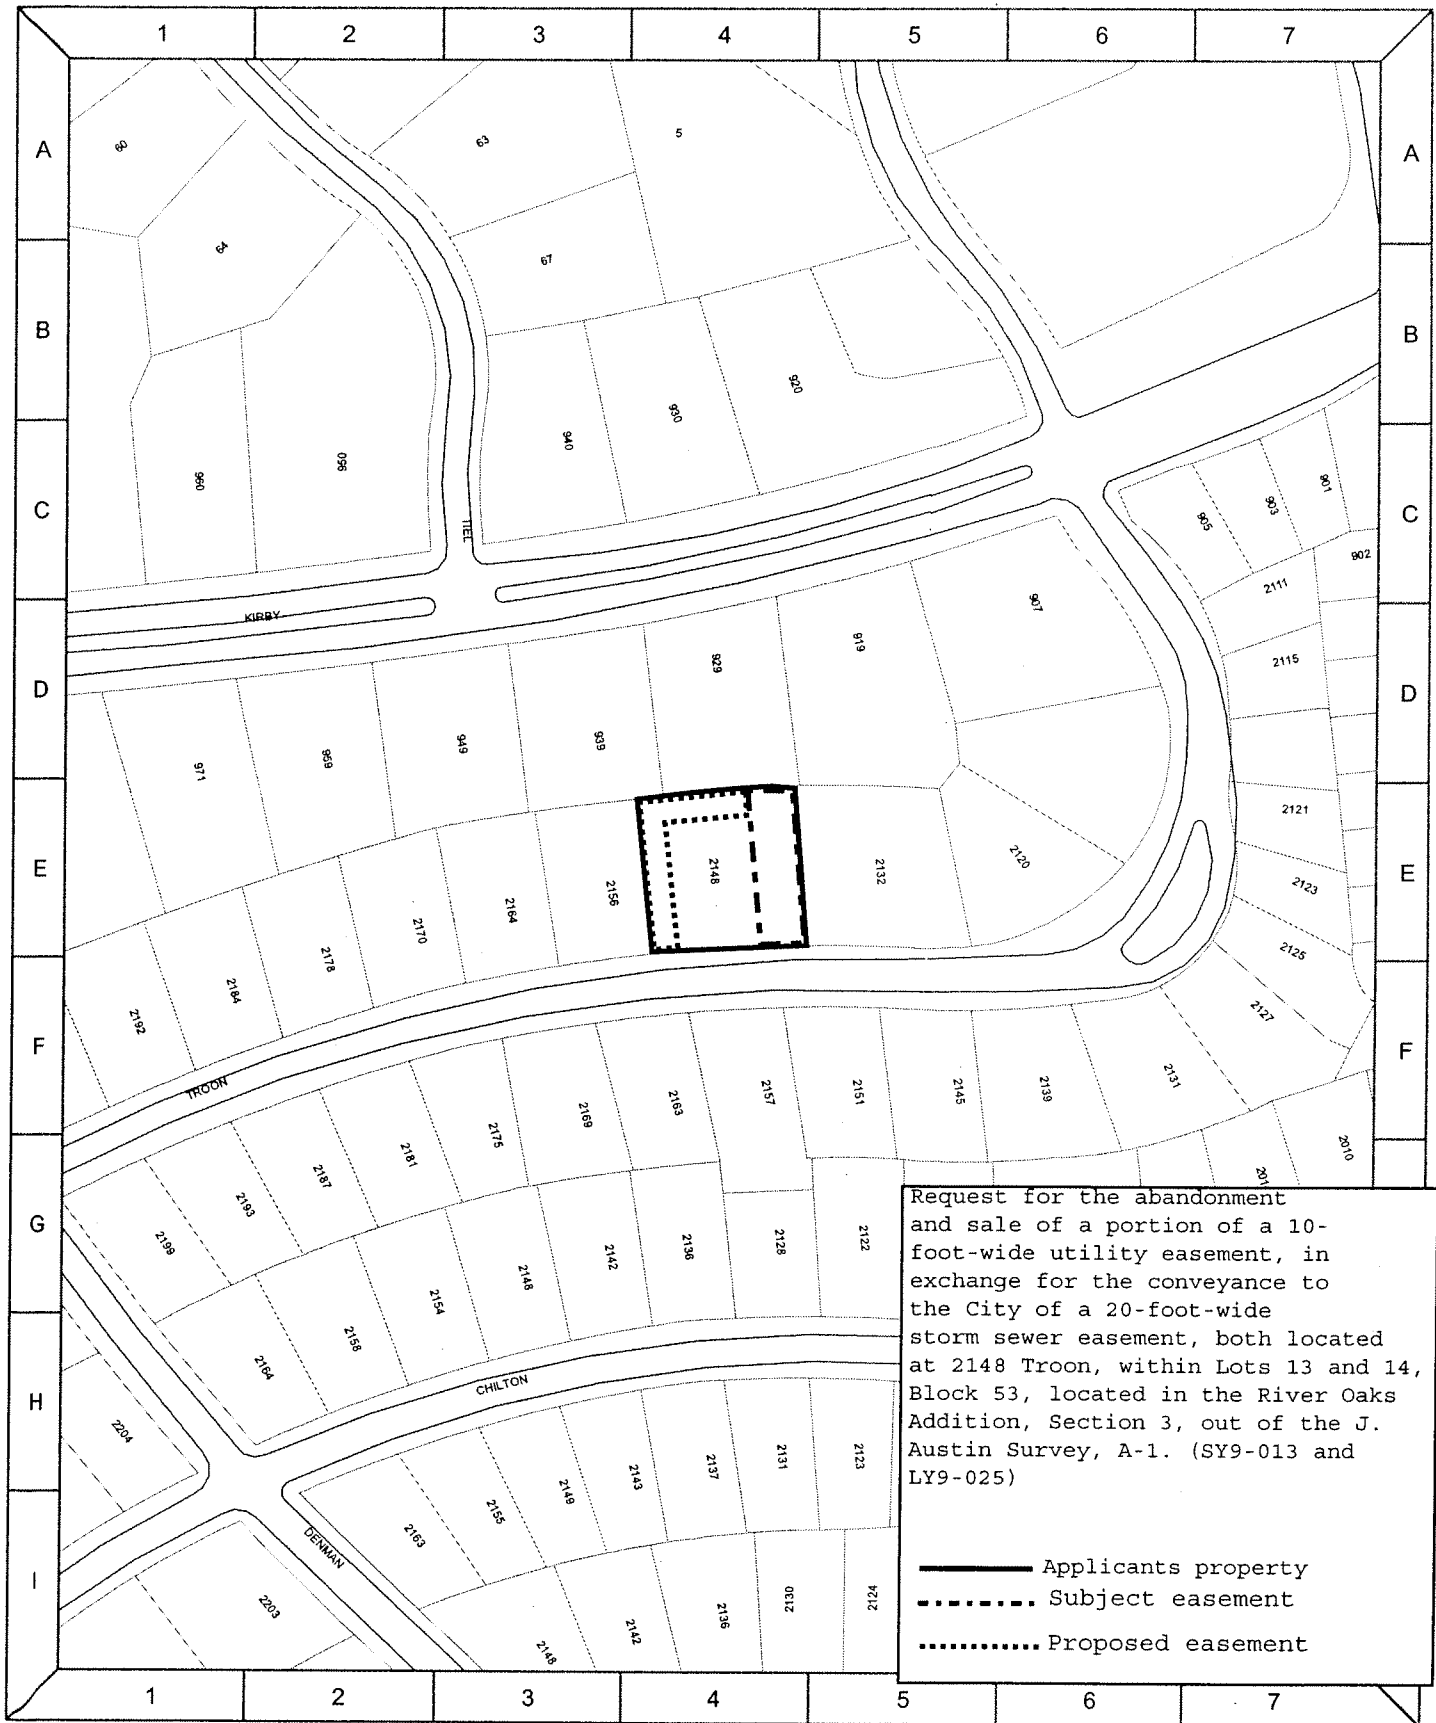 1 2 3 4 5 6 7
A A
60 63 5
64 67
B B
920
930
940
950
960
C C
TIEL
901
903
905
902
KIRBY
2111
907
919
929
2115
D D
939
949
959
971
2121
E E
2148
2132
2120
2156
2164
2170
2178
2184
2192
2123
2125
2127
F F
TROON
2131
2139
2145
2151
2157
2163
2169
2175
2181
2187
2193
2199
2010
201
G
2122
2128
2136
2142
2148
2154
2158
2164
CHILTON
H
2204
2123
2131
2137
2143
2149
2155
2163
DENMAN
I
2203
2124
2130
2136
2142
2148
Request for the abandonment
and sale of a portion of a 10-
foot-wide utility easement, in
exchange for the conveyance to
the City of a 20-foot-wide
storm sewer easement, both located
at 2148 Troon, within Lots 13 and 14,
Block 53, located in the River Oaks
Addition, Section 3, out of the J.
Austin Survey, A-1. (SY9-013 and
LY9-025)
Applicants property
Subject easement
Proposed easement
1 2 3 4 5 6 7